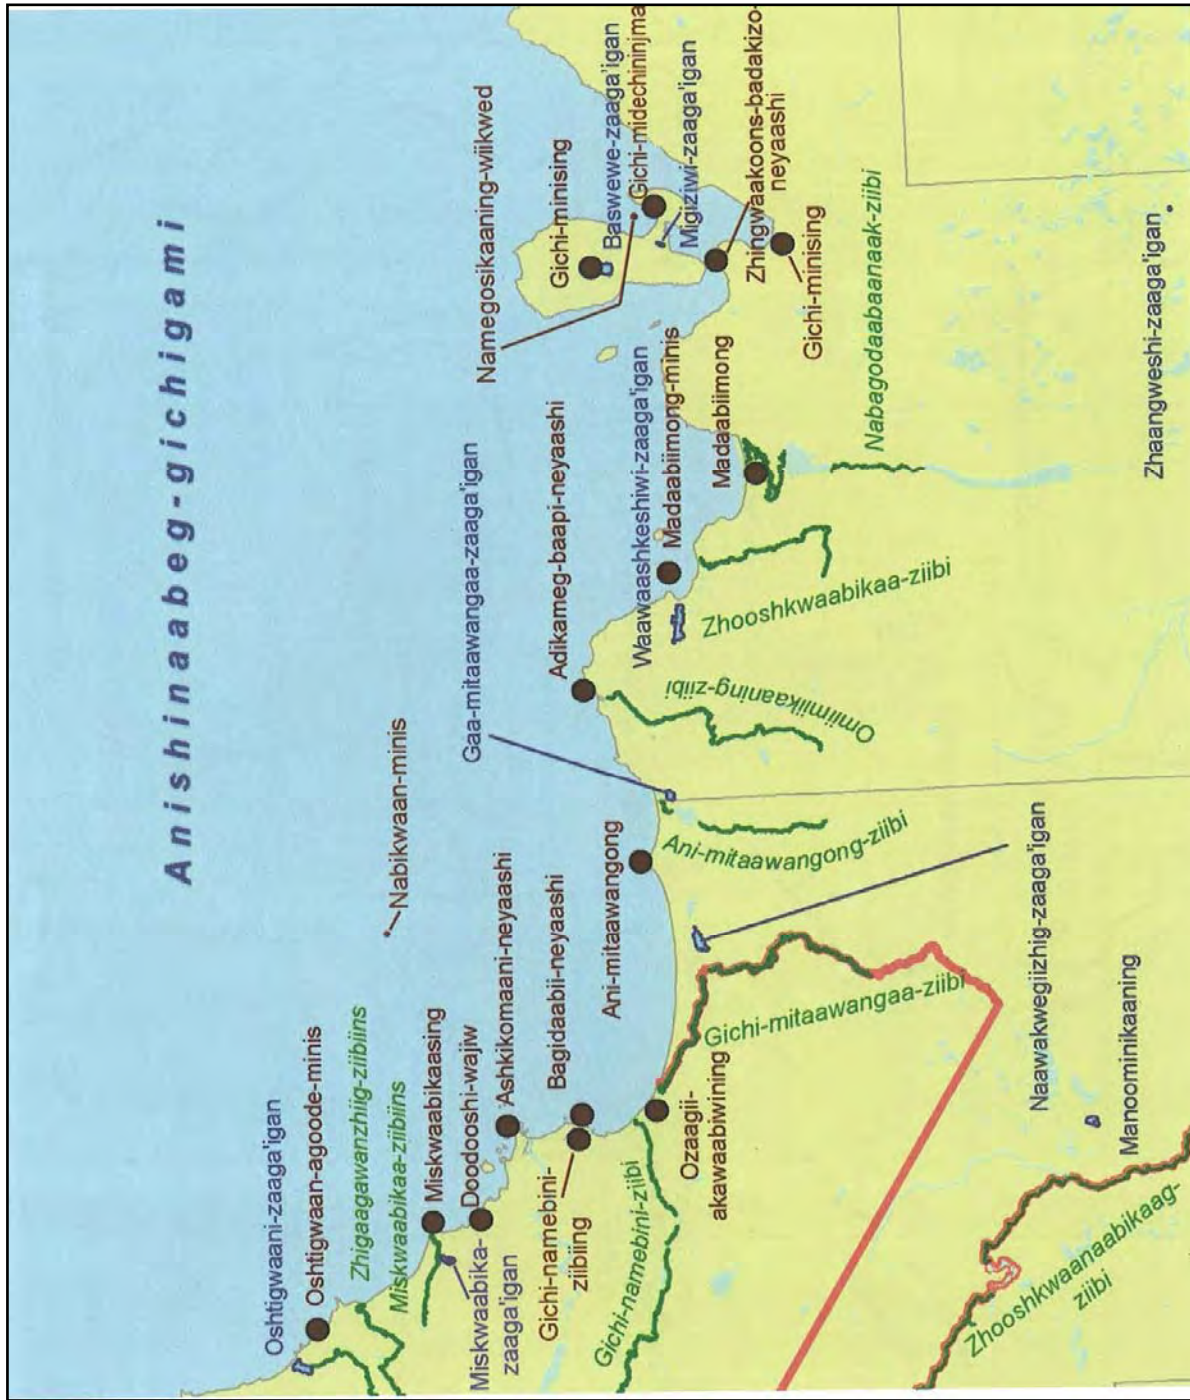 Anishinaabeg-gichigami
Oshtigwaani-zaaga'igan
Oshtigwaan-agoode-minis
Zhigaagawanzhiig-ziibiins
Miskwaabikaa-ziibiins
Nabikwaan-minis
Miskwaabikaasing
Doodooshi-wajiw
Ashkikomaani-neyaashi
Miskwaabika-
zaaga'igan
Gichi-namebini-
ziibiing
Bagidaabii-neyaashi
Gichi-namebini-ziibi
Ani-mitaawangong
Ozaagii-
akawaabiwining
Gaa-mitaawangaa-zaaga'igan
Adikameg-baapi-neyaashi
Namegosikaaning-wiikwed
Gichi-minising
Baswewe-zaaga'igan
Gichi-midechininjma
Migiziwi-zaaga'igan
Zhingwaakoons-badakizo-
neyaashi
Gichi-minising
Waawaashkeshiwi-zaaga'igan
Madaabiimong-minis
Madaabiimong
Omiimiikaaning-ziibi
Zhooshkwaabikaa-ziibi
Nabagodaabaanaak-ziibi
Ani-mitaawangong-ziibi
Gichi-mitaawangaa-ziibi
Naawakwegiizhig-zaaga'igan
Manoominikaaning
Zhooshkwaanaabikaag-
ziibi
Zhaangweshi-zaaga'igan